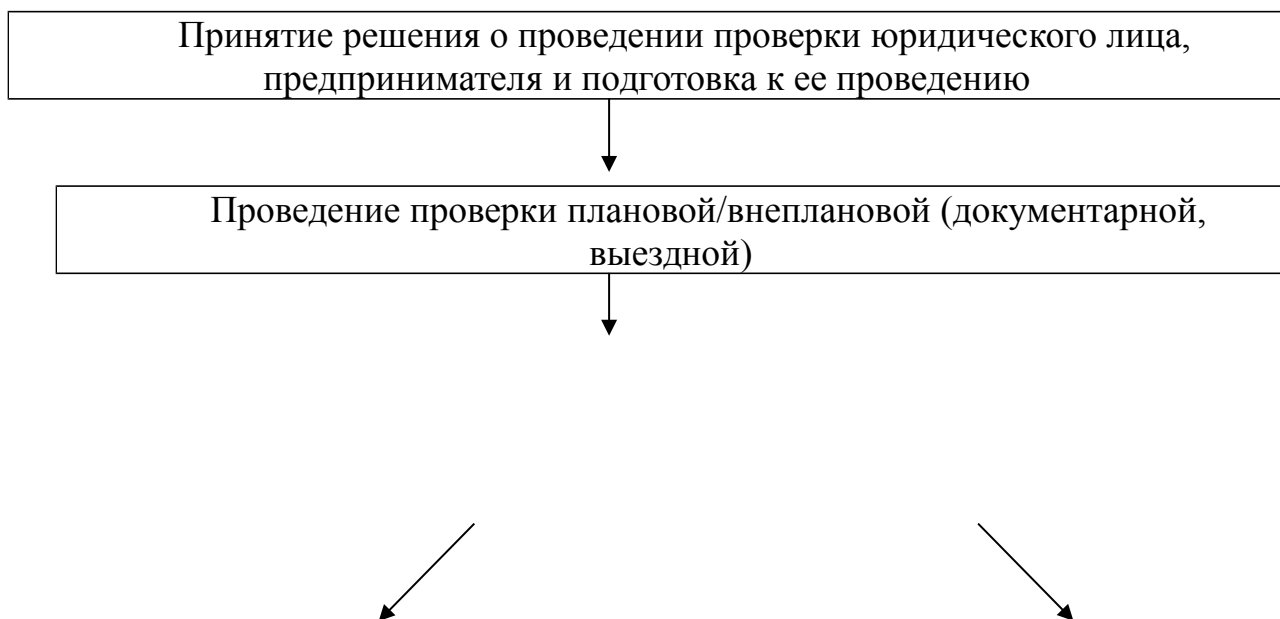 Принятие решения о проведении проверки юридического лица,
предпринимателя и подготовка к ее проведению
Проведение проверки плановой/внеплановой (документарной,
выездной)